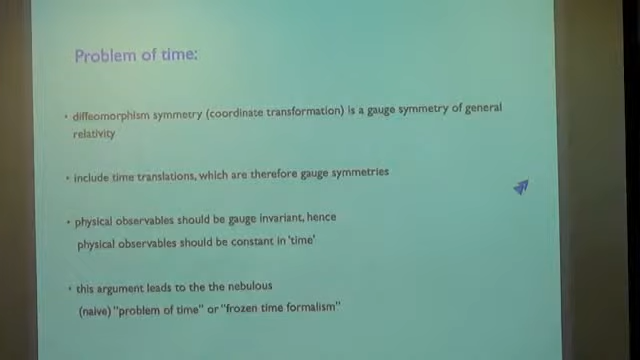 Problem of time:
• diffeomorphism symmetry (coordinate transformation) is a gauge symmetry of general
relativity
• include time translations, which are therefore gauge symmetries
• physical observables should be gauge invariant, hence
physical observables should be constant in 'time'
• this argument leads to the the nebulous
(naive) "problem of time" or "frozen time formalism"